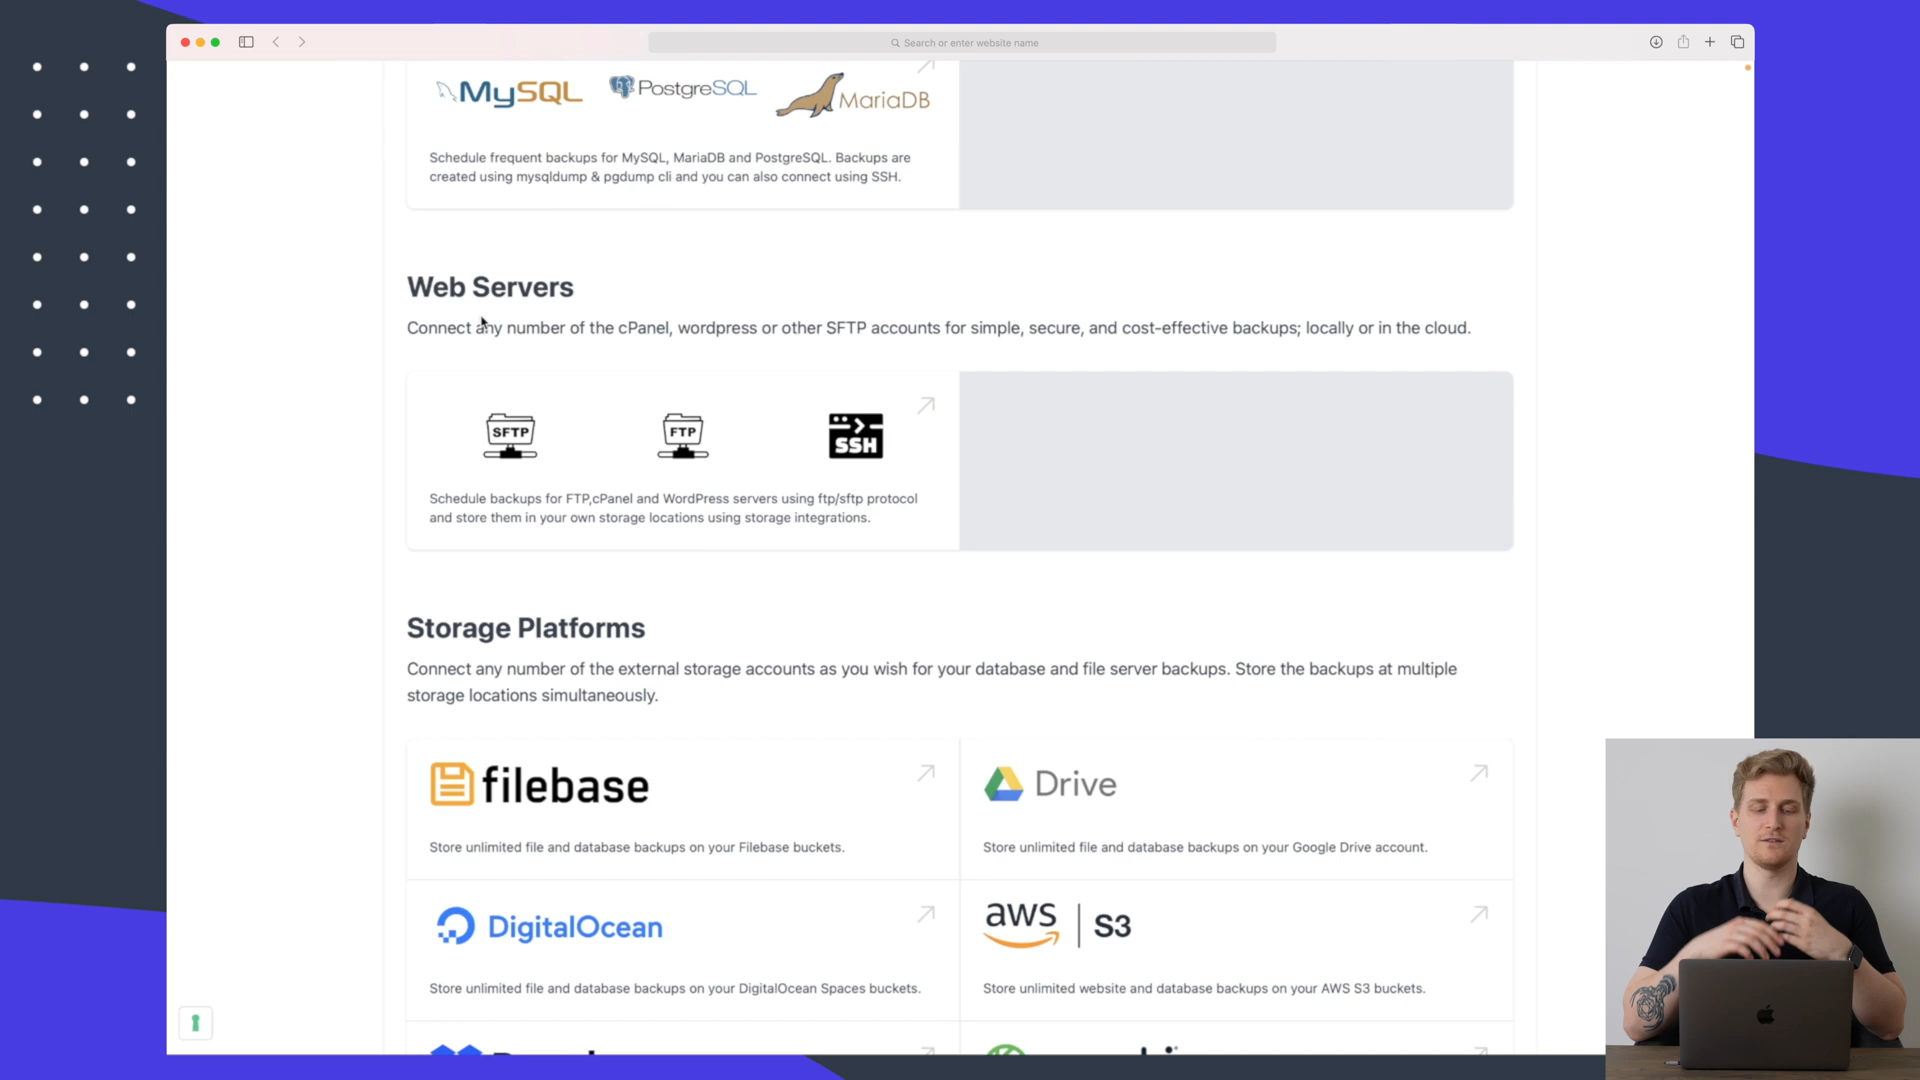 Search or enter website name
MySQL PostgreSQL MariaDB
Schedule frequent backups for MySQL, MariaDB and PostgreSQL. Backups are
created using mysqldump & pgdump cli and you can also connect using SSH.
Web Servers
Connect any number of the cPanel, wordpress or other SFTP accounts for simple, secure, and cost-effective backups; locally or in the cloud.
SFTP FTP SSH
Schedule backups for FTP,cPanel and WordPress servers using ftp/sftp protocol
and store them in your own storage locations using storage integrations.
Storage Platforms
Connect any number of the external storage accounts as you wish for your database and file server backups. Store the backups at multiple
storage locations simultaneously.
filebase
Store unlimited file and database backups on your Filebase buckets.
Drive
Store unlimited file and database backups on your Google Drive account.
DigitalOcean
Store unlimited file and database backups on your DigitalOcean Spaces buckets.
aws | S3
Store unlimited website and database backups on your AWS S3 buckets.